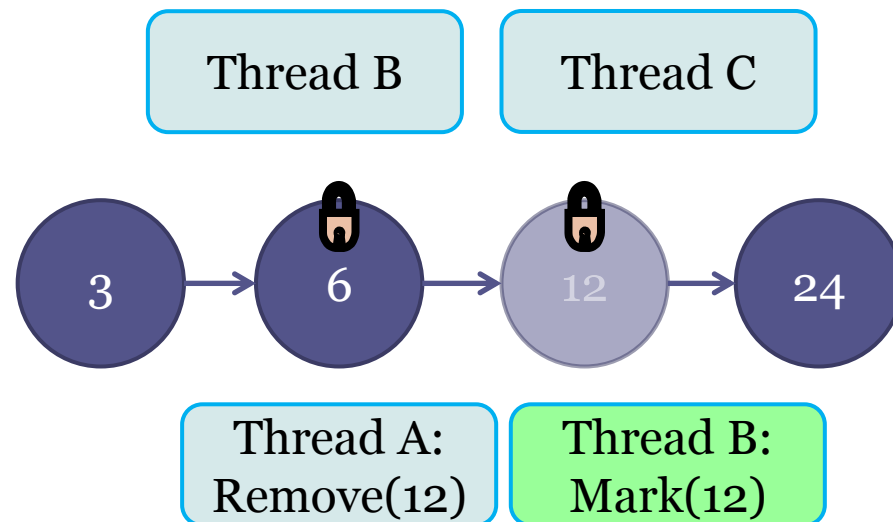 Thread B
Thread C
3
6
12
24
Thread A:
Remove(12)
Thread B:
Mark(12)